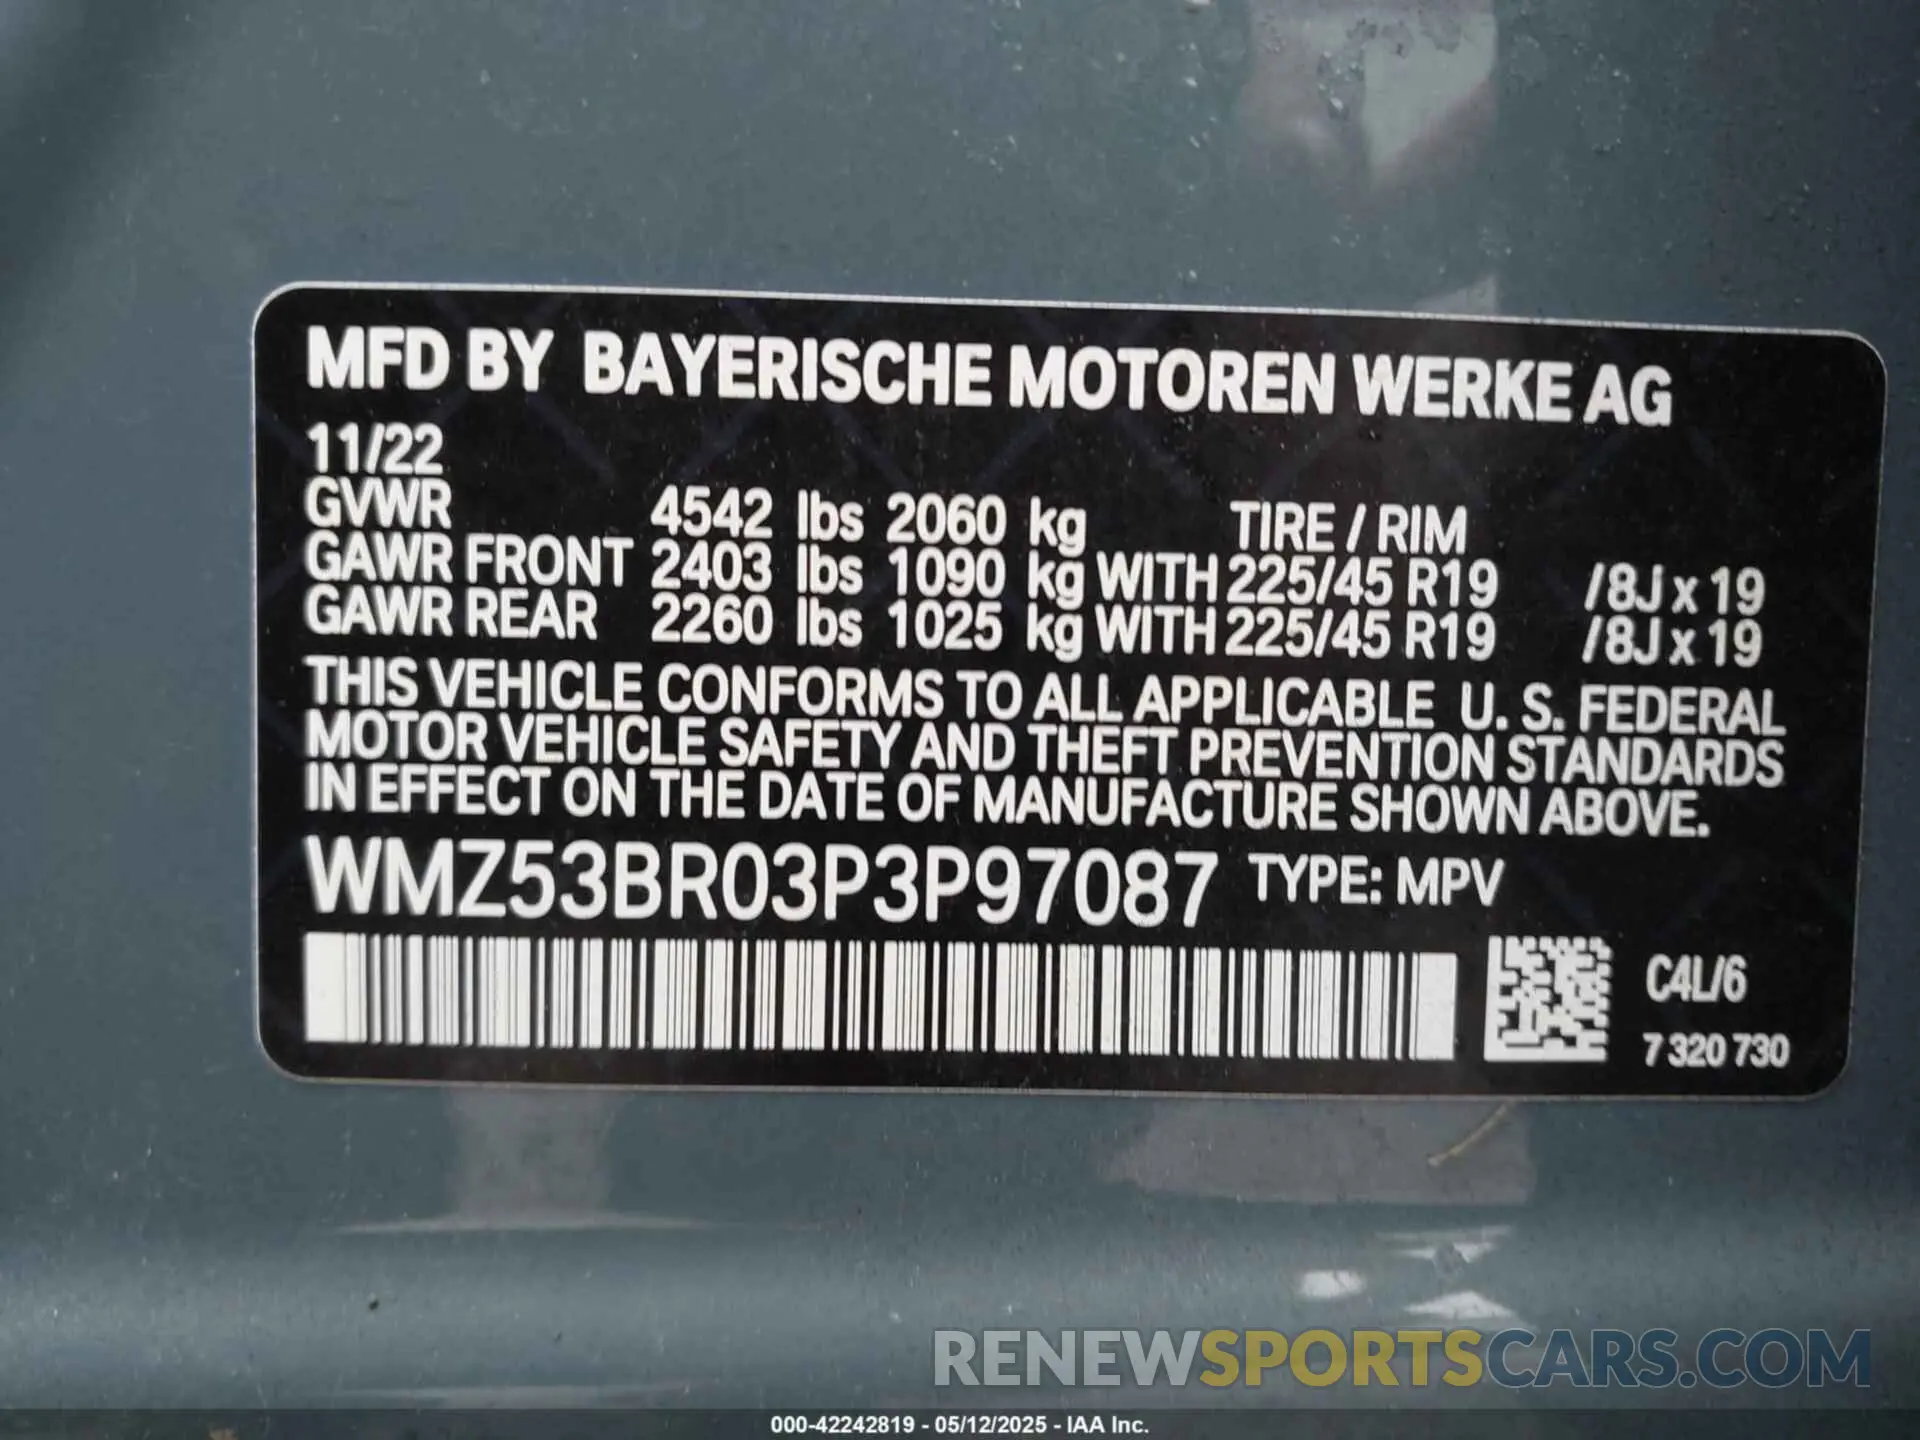 MFD BY BAYERISCHE MOTOREN WERKE AG
11/22
GVWR 4542 lbs 2060 kg TIRE / RIM
GAWR FRONT 2403 lbs 1090 kg WITH 225/45 R19 /8J x 19
GAWR REAR 2260 lbs 1025 kg WITH 225/45 R19 /8J x 19
THIS VEHICLE CONFORMS TO ALL APPLICABLE U. S. FEDERAL
MOTOR VEHICLE SAFETY AND THEFT PREVENTION STANDARDS
IN EFFECT ON THE DATE OF MANUFACTURE SHOWN ABOVE.
WMZ53BR03P3P97087 TYPE: MPV
C4L/6
7 320 730
RENEWSPORTSCARS.COM
000-42242819 - 05/12/2025 - IAA Inc.